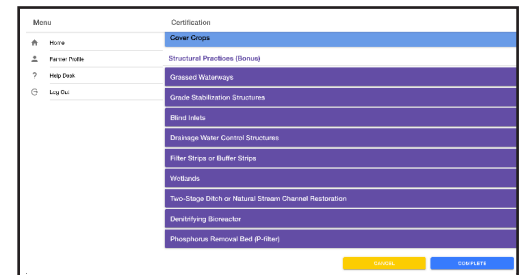 Menu
Home
Farmer Profile
Help Desk
Log Out
Certification
Cover Crops
Structural Practices (Bonus)
Grassed Waterways
Grade Stabilization Structures
Blind Inlets
Drainage Water Control Structures
Filter Strips or Buffer Strips
Wetlands
Two-Stage Ditch or Natural Stream Channel Restoration
Denitrifying Bioreactor
Phosphorus Removal Bed (P-filter)
CANCEL
COMPLETE